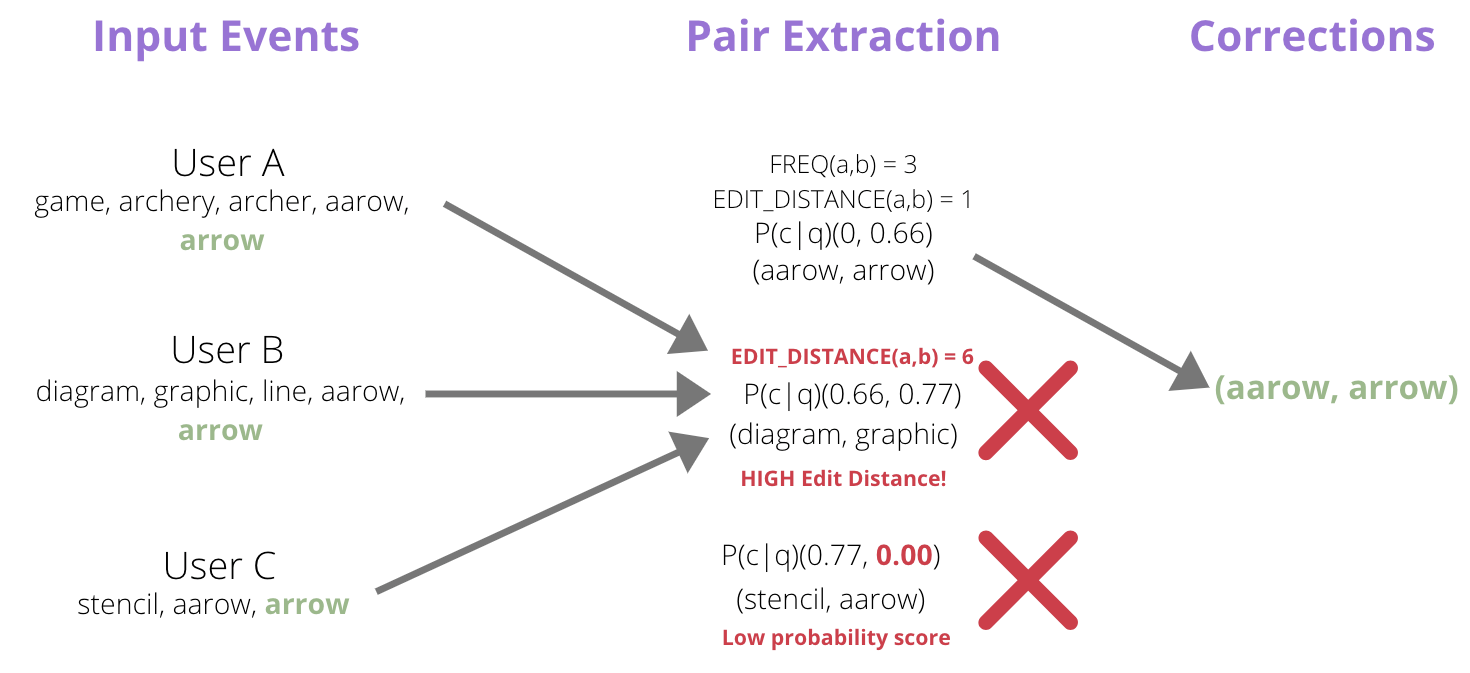 Input Events
Pair Extraction
Corrections
User A
game, archery, archer, aarow,
arrow
User B
diagram, graphic, line, aarow,
arrow
User C
stencil, aarow, arrow
FREQ(a,b) = 3
EDIT_DISTANCE(a,b) = 1
P(c|q)(0, 0.66)
(aarow, arrow)
EDIT_DISTANCE(a,b) = 6
P(c|q)(0.66, 0.77)
(diagram, graphic)
HIGH Edit Distance!
P(c|q)(0.77, 0.00)
(stencil, aarow)
Low probability score
(aarow, arrow)